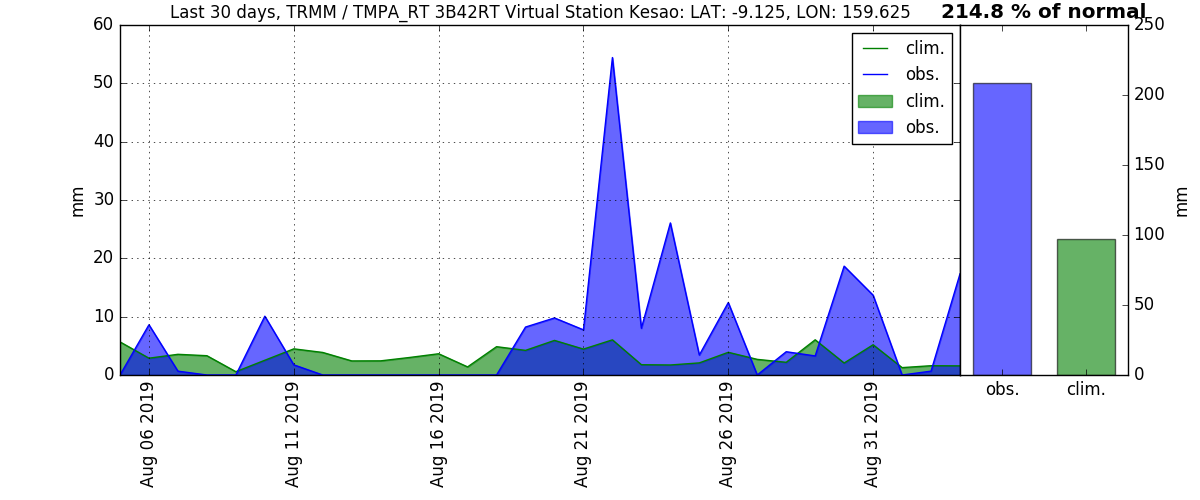 Last 30 days, TRMM / TMPA_RT 3B42RT Virtual Station Kesao: LAT: -9.125, LON: 159.625
214.8 % of normal
60
50
40
30
20
10
0
mm
clim.
obs.
clim.
obs.
Aug 06 2019
Aug 11 2019
Aug 16 2019
Aug 21 2019
Aug 26 2019
Aug 31 2019
250
200
150
100
50
0
mm
obs.
clim.